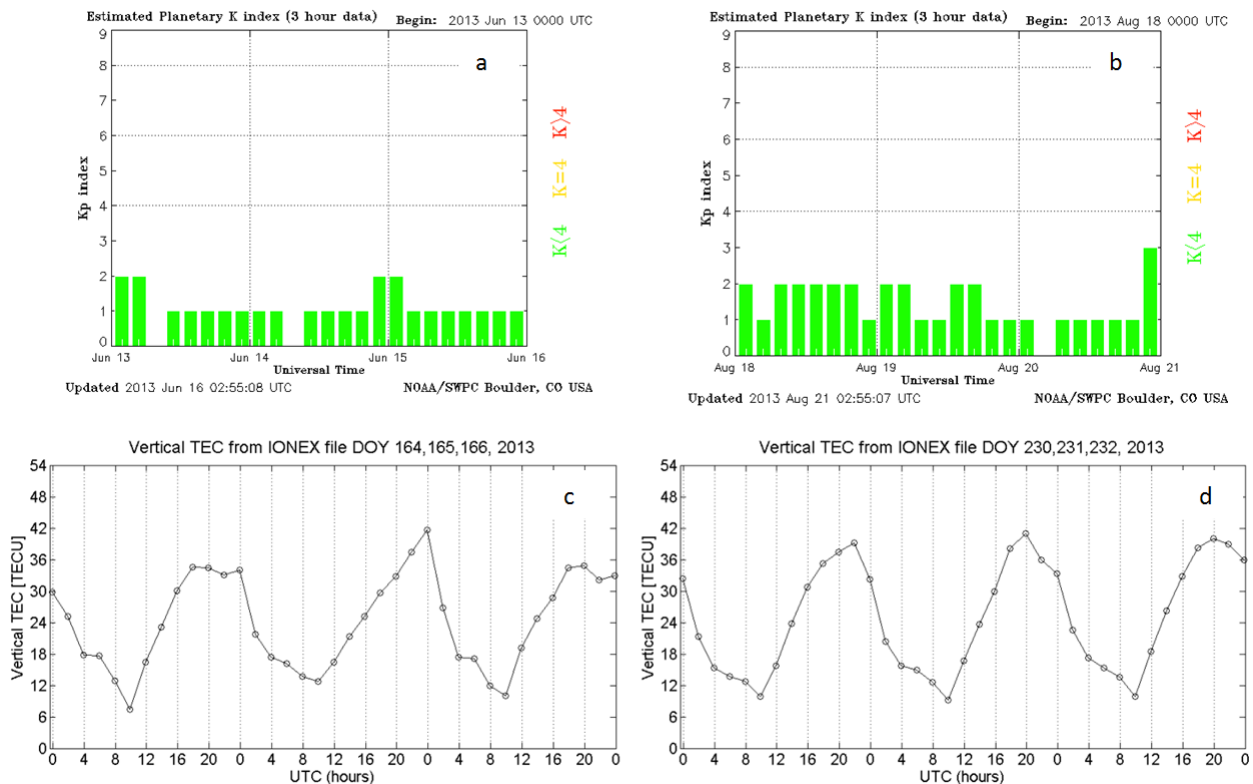 Estimated Planetary K index (3 hour data) Begin: 2013 Jun 13 0000 UTC
a
9
8
7
6
5
4
3
2
1
0
Kp index
K>4
K=4
K<4
Jun 13 Jun 14 Jun 15 Jun 16
Universal Time
Updated 2013 Jun 16 02:55:08 UTC NOAA/SWPC Boulder, CO USA
Estimated Planetary K index (3 hour data) Begin: 2013 Aug 18 0000 UTC
b
9
8
7
6
5
4
3
2
1
0
Kp index
K>4
K=4
K<4
Aug 18 Aug 19 Aug 20 Aug 21
Universal Time
Updated 2013 Aug 21 02:55:07 UTC NOAA/SWPC Boulder, CO USA
Vertical TEC from IONEX file DOY 164,165,166, 2013
c
54
48
42
36
30
24
18
12
6
0
Vertical TEC [TECU]
0 4 8 12 16 20 0 4 8 12 16 20 0 4 8 12 16 20 0
UTC (hours)
Vertical TEC from IONEX file DOY 230,231,232, 2013
d
54
48
42
36
30
24
18
12
6
0
Vertical TEC [TECU]
0 4 8 12 16 20 0 4 8 12 16 20 0 4 8 12 16 20 0
UTC (hours)